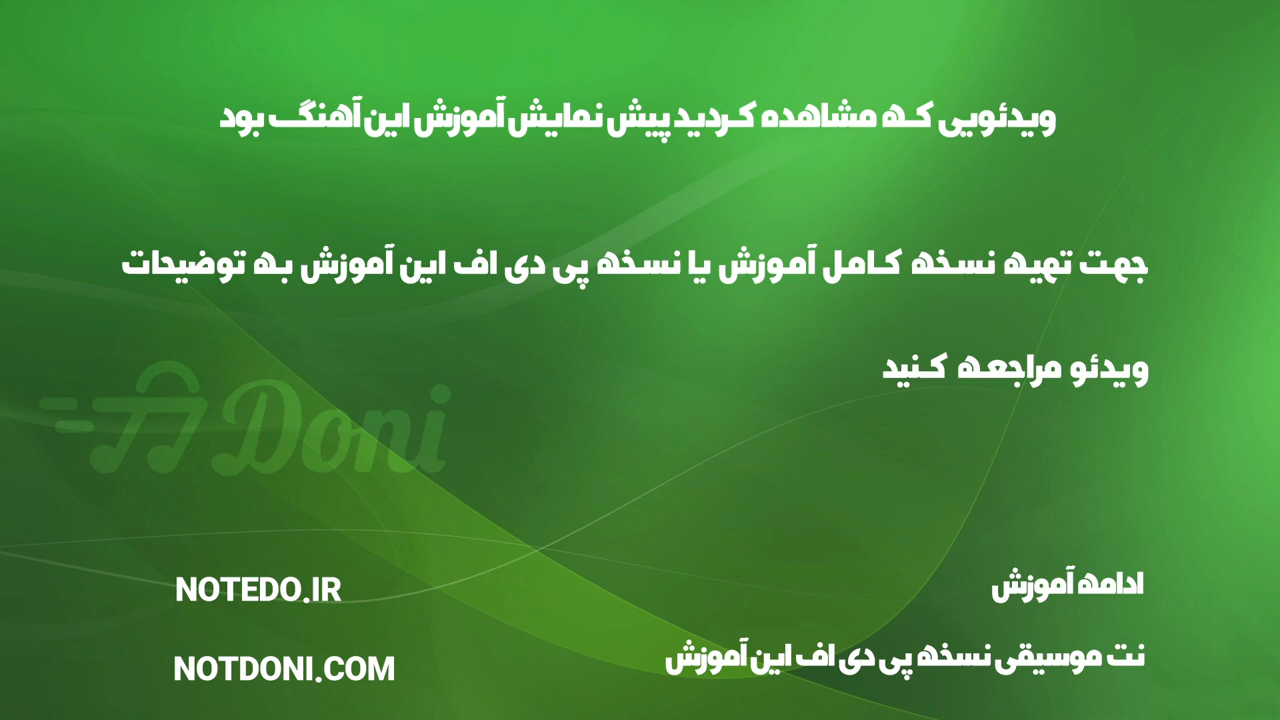 ویدئویی که مشاهده کردید پیش نمایش آموزش این آهنگ بود
جهت تهیه نسخه کامل آموزش یا نسخه پی دی اف این آموزش به توضیحات
ویدئو مراجعه کنید
Doni
ادامه آموزش
NOTEDO.IR
نت موسیقی نسخه پی دی اف این آموزش
NOTDONI.COM